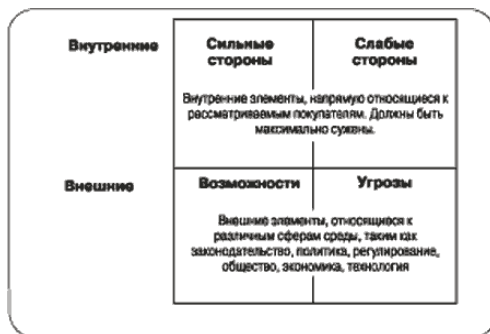 Внутренние
Сильные
стороны
Слабые
стороны
Внутренние элементы, напрямую относящиеся к
рассматриваемым покупателям. Должны быть
максимально сужены.
Внешние
Возможности
Угрозы
Внешние элементы, относящиеся к
различным сферам среды, таким как
законодательство, политика, регулирование,
общество, экономика, технология